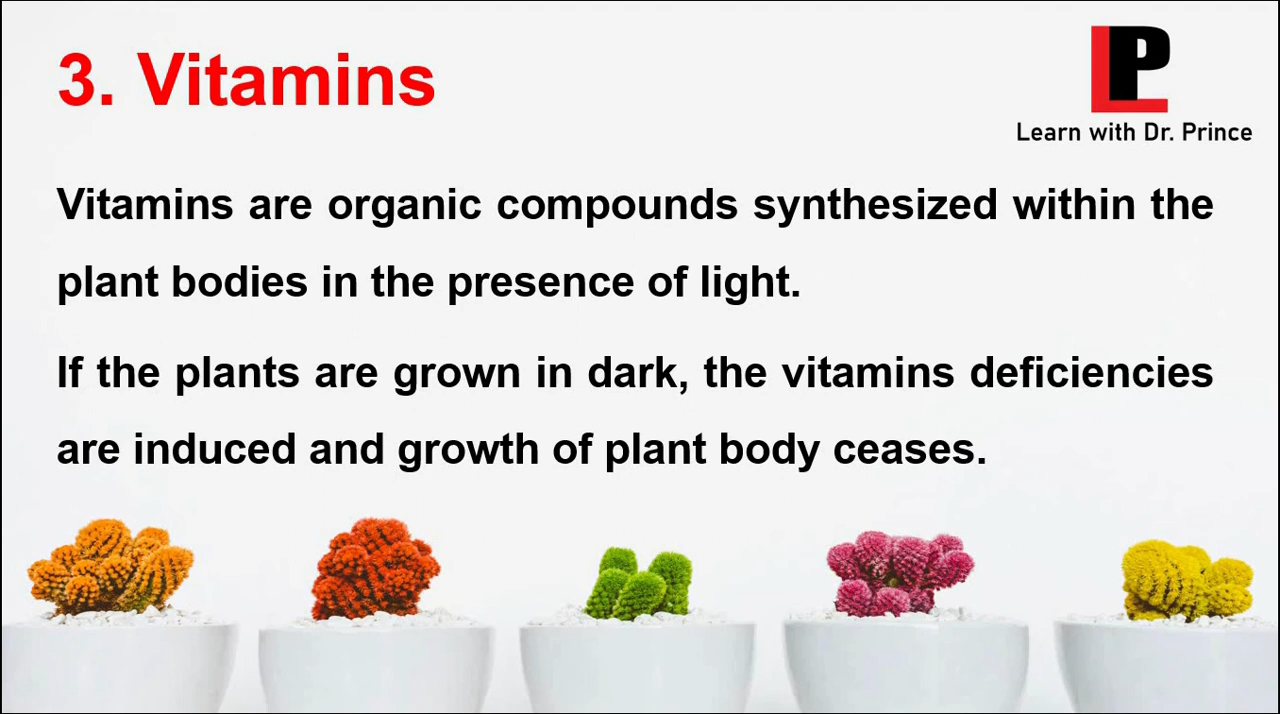 3. Vitamins
LP
Learn with Dr. Prince
Vitamins are organic compounds synthesized within the
plant bodies in the presence of light.
If the plants are grown in dark, the vitamins deficiencies
are induced and growth of plant body ceases.